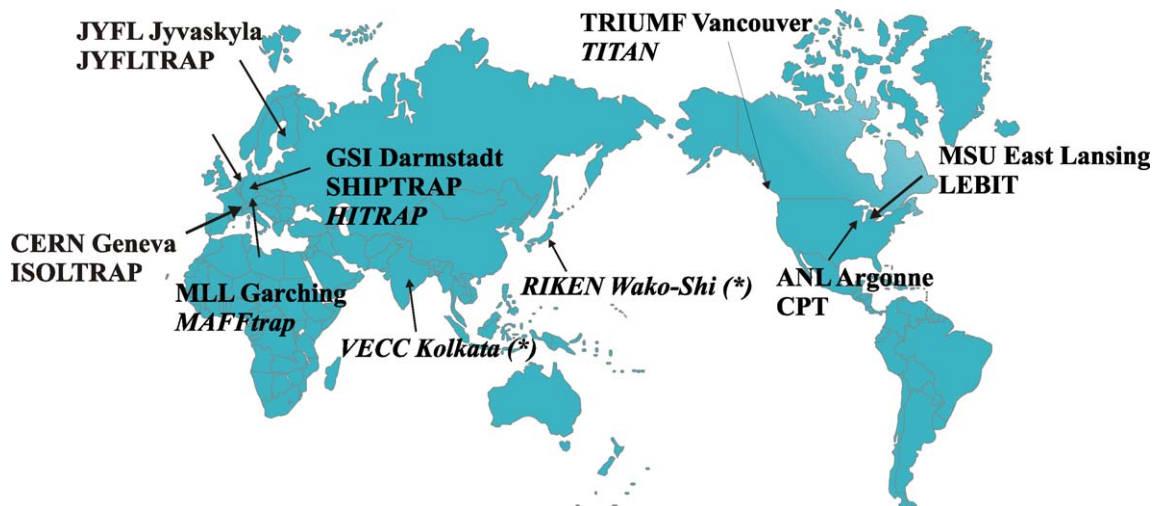 JYFL Jyvaskyla
JYFLTRAP
TRIUMF Vancouver
TITAN
GSI Darmstadt
SHIPTRAP
HITRAP
MSU East Lansing
LEBIT
CERN Geneva
ISOLTRAP
MLL Garching
MAFFtrap
RIKEN Wako-Shi (*)
ANL Argonne
CPT
VECC Kolkata (*)